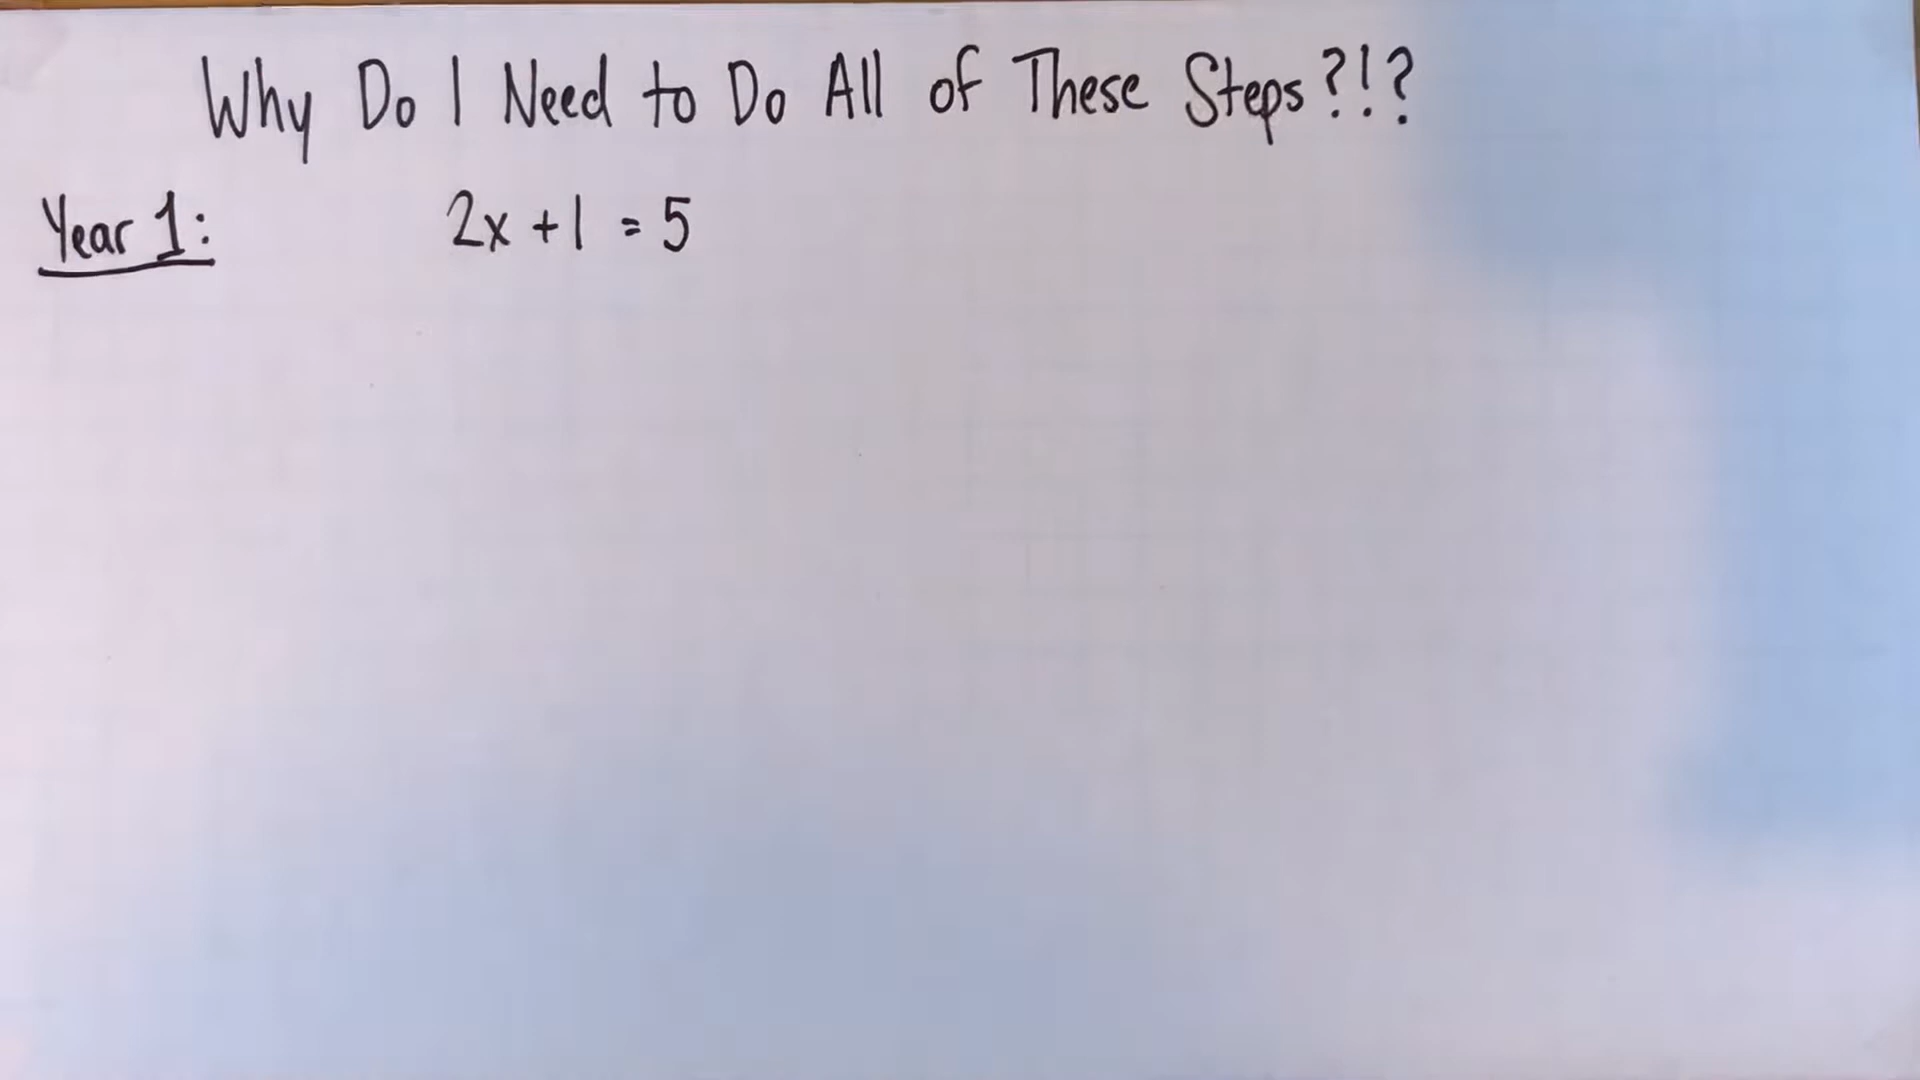 Why Do I Need to Do All of These Steps?!?
Year 1: 2x + 1 = 5